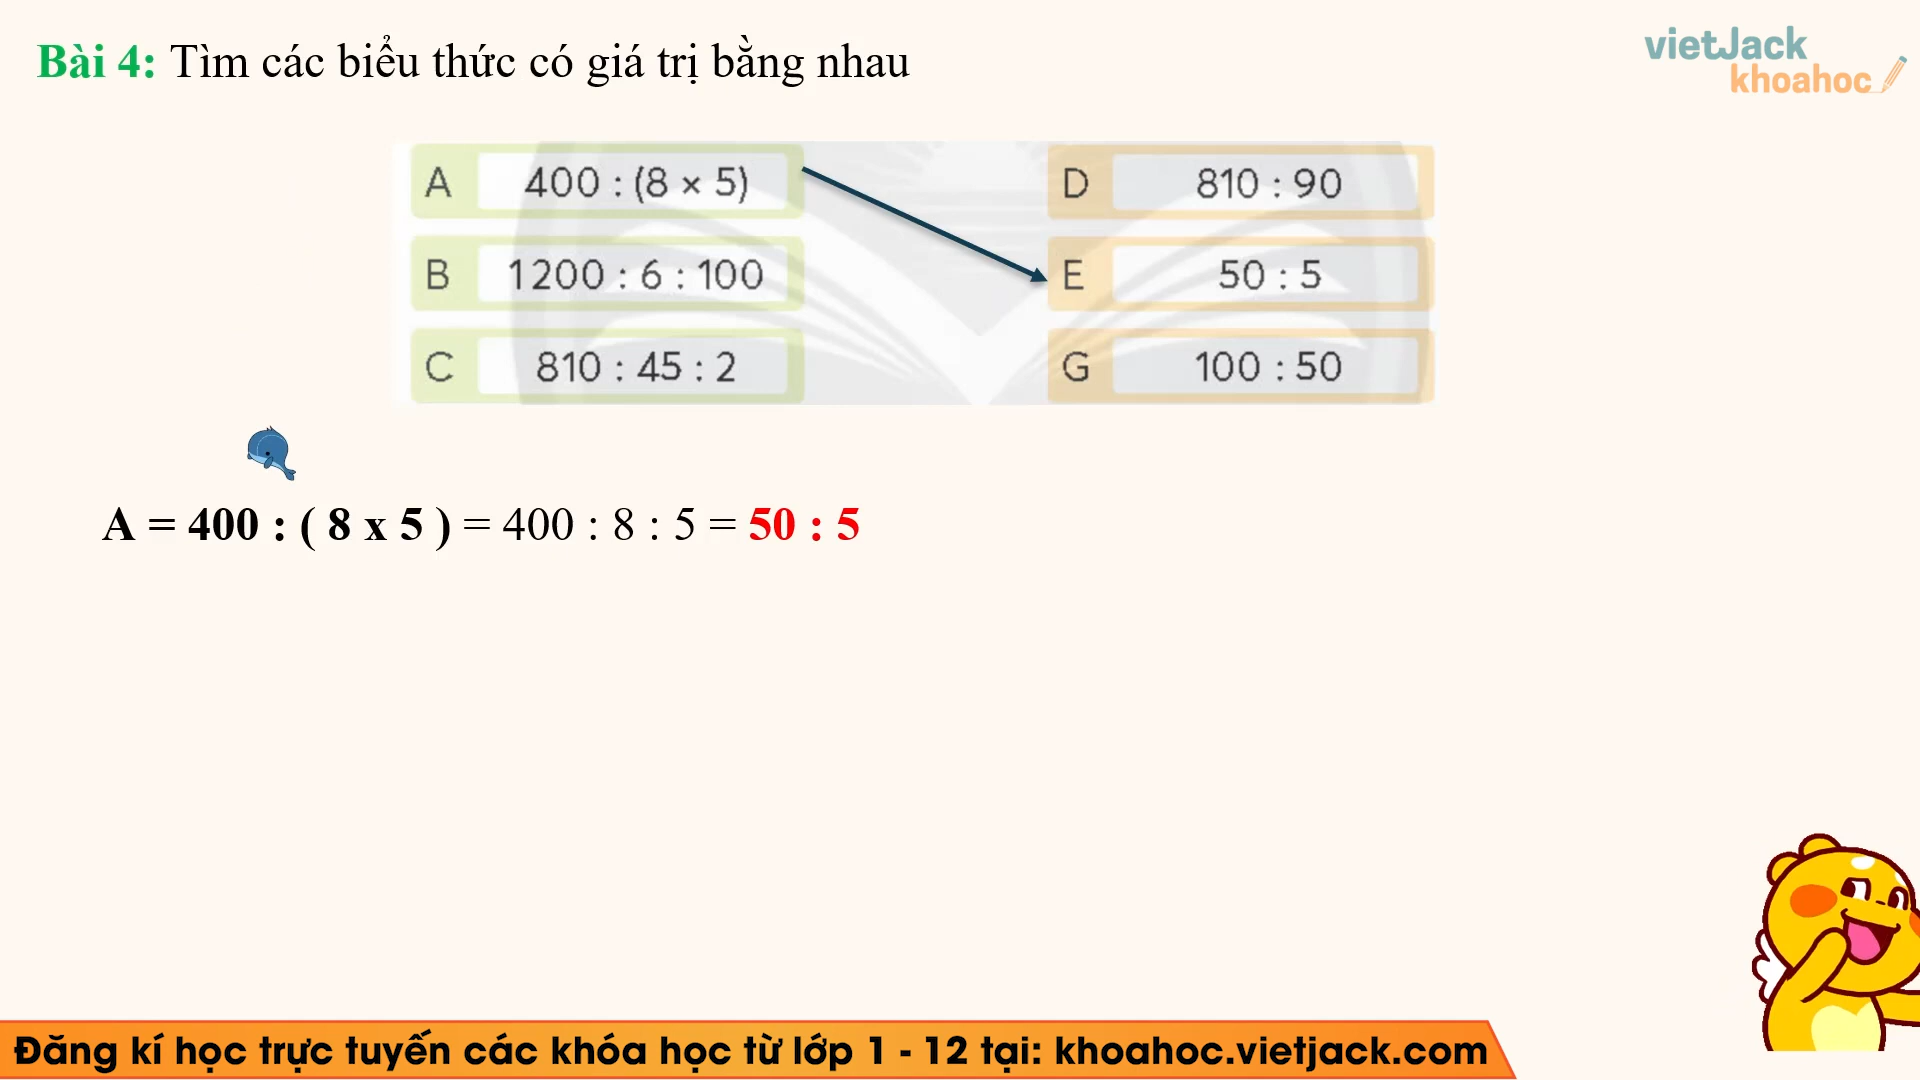 Bài 4: Tìm các biểu thức có giá trị bằng nhau
vietJack
khoahoc
A 400 : (8 × 5)
D 810 : 90
B 1200 : 6 : 100
E 50 : 5
C 810 : 45 : 2
G 100 : 50
A = 400 : ( 8 x 5 ) = 400 : 8 : 5 = 50 : 5
Đăng kí học trực tuyến các khóa học từ lớp 1 - 12 tại: khoahoc.vietjack.com